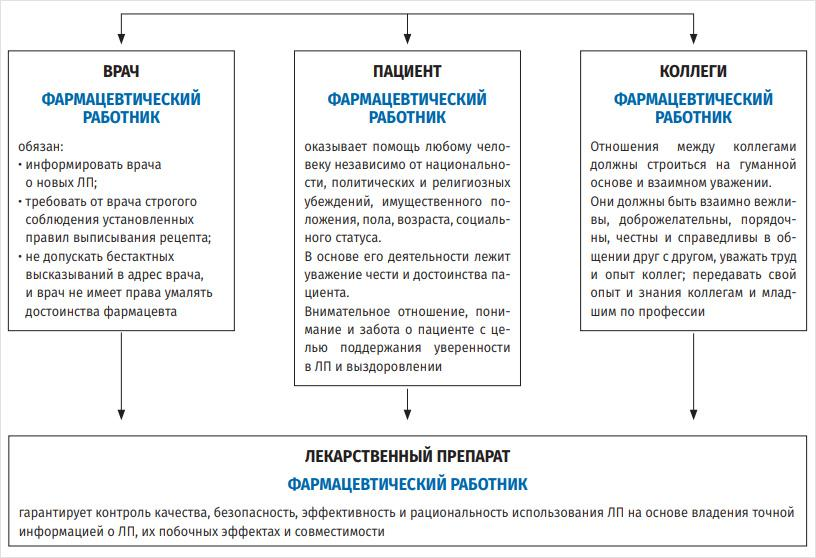 ВРАЧ
ФАРМАЦЕВТИЧЕСКИЙ
РАБОТНИК
обязан:
• информировать врача
о новых ЛП;
• требовать от врача строгого
соблюдения установленных
правил выписывания рецепта;
• не допускать бестактных
высказываний в адрес врача,
и врач не имеет права умалять
достоинства фармацевта
ПАЦИЕНТ
ФАРМАЦЕВТИЧЕСКИЙ
РАБОТНИК
оказывает помощь любому чело-
веку независимо от национально-
сти, политических и религиозных
убеждений, имущественного по-
ложения, пола, возраста, социаль-
ного статуса.
В основе его деятельности лежит
уважение чести и достоинства па-
циента.
Внимательное отношение, пони-
мание и забота о пациенте с це-
лью поддержания уверенности
в ЛП и выздоровлении
КОЛЛЕГИ
ФАРМАЦЕВТИЧЕСКИЙ
РАБОТНИК
Отношения между коллегами
должны строиться на гуманной
основе и взаимном уважении.
Они должны быть взаимно вежли-
вы, доброжелательны, порядоч-
ны, честны и справедливы в об-
щении друг с другом, уважать труд
и опыт коллег; передавать свой
опыт и знания коллегам и млад-
шим по профессии
ЛЕКАРСТВЕННЫЙ ПРЕПАРАТ
ФАРМАЦЕВТИЧЕСКИЙ РАБОТНИК
гарантирует контроль качества, безопасность, эффективность и рациональность использования ЛП на основе владения точной
информацией о ЛП, их побочных эффектах и совместимости